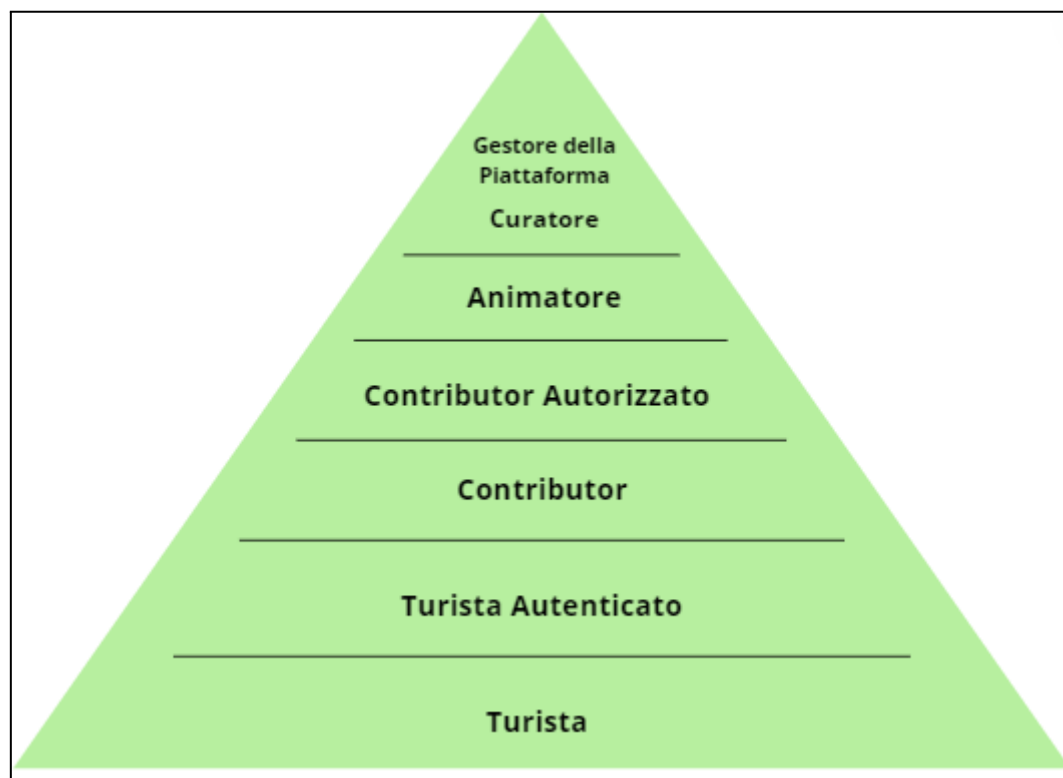 Gestore della
Piattaforma
Curatore
Animatore
Contributor Autorizzato
Contributor
Turista Autenticato
Turista